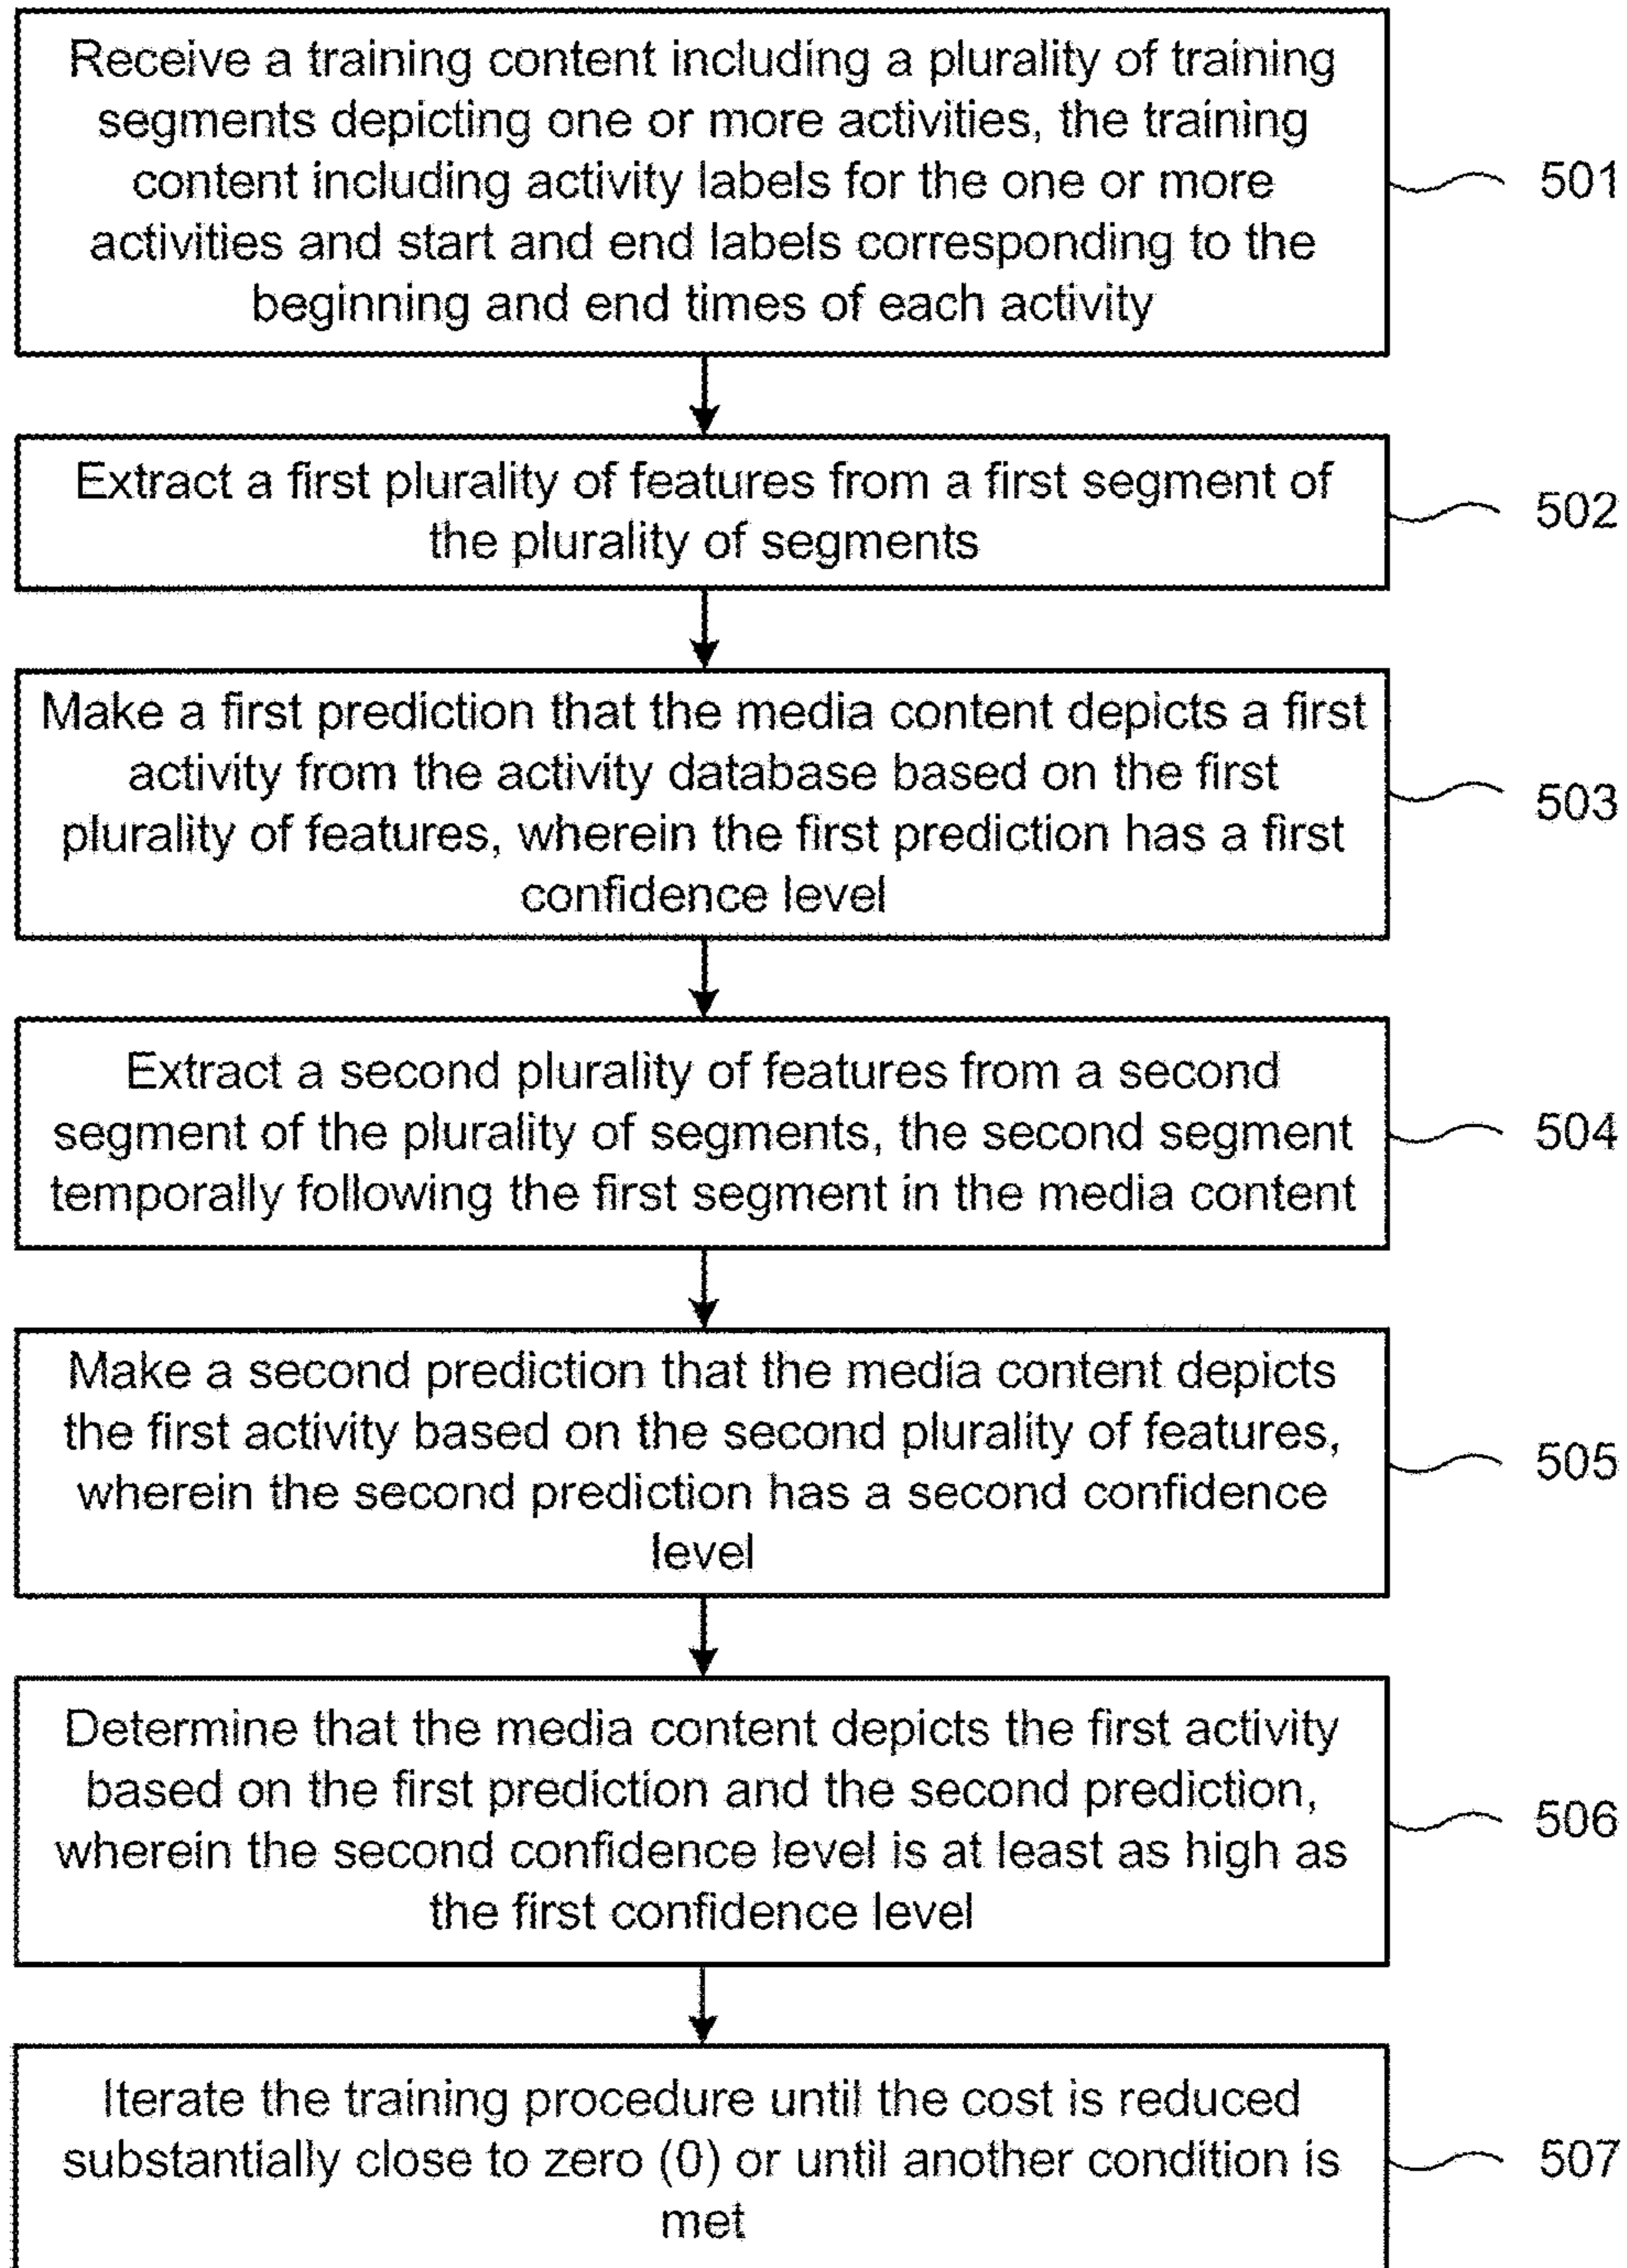 Receive a training content including a plurality of training
segments depicting one or more activities, the training
content including activity labels for the one or more
activities and start and end labels corresponding to the
beginning and end times of each activity
501
Extract a first plurality of features from a first segment of
the plurality of segments
502
Make a first prediction that the media content depicts a first
activity from the activity database based on the first
plurality of features, wherein the first prediction has a first
confidence level
503
Extract a second plurality of features from a second
segment of the plurality of segments, the second segment
temporally following the first segment in the media content
504
Make a second prediction that the media content depicts
the first activity based on the second plurality of features,
wherein the second prediction has a second confidence
level
505
Determine that the media content depicts the first activity
based on the first prediction and the second prediction,
wherein the second confidence level is at least as high as
the first confidence level
506
Iterate the training procedure until the cost is reduced
substantially close to zero (0) or until another condition is
met
507